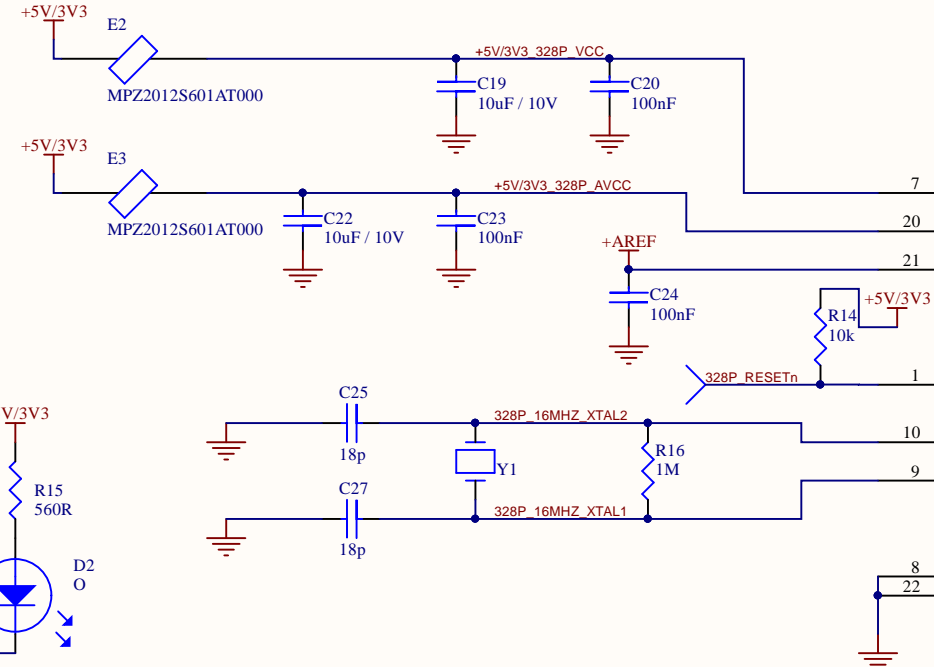 +5V/3V3
E2
MPZ2012S601AT000
+5V/3V3_328P_VCC
C19
10uF / 10V
C20
100nF
+5V/3V3
E3
MPZ2012S601AT000
+5V/3V3_328P_AVCC
7
C22
10uF / 10V
C23
100nF
20
+AREF
21
C24
100nF
+5V/3V3
R14
10k
328P_RESETn
1
C25
18p
328P_16MHZ_XTAL2
10
V/3V3
R16
1M
Y1
9
R15
560R
C27
18p
328P_16MHZ_XTAL1
D2
O
8
22